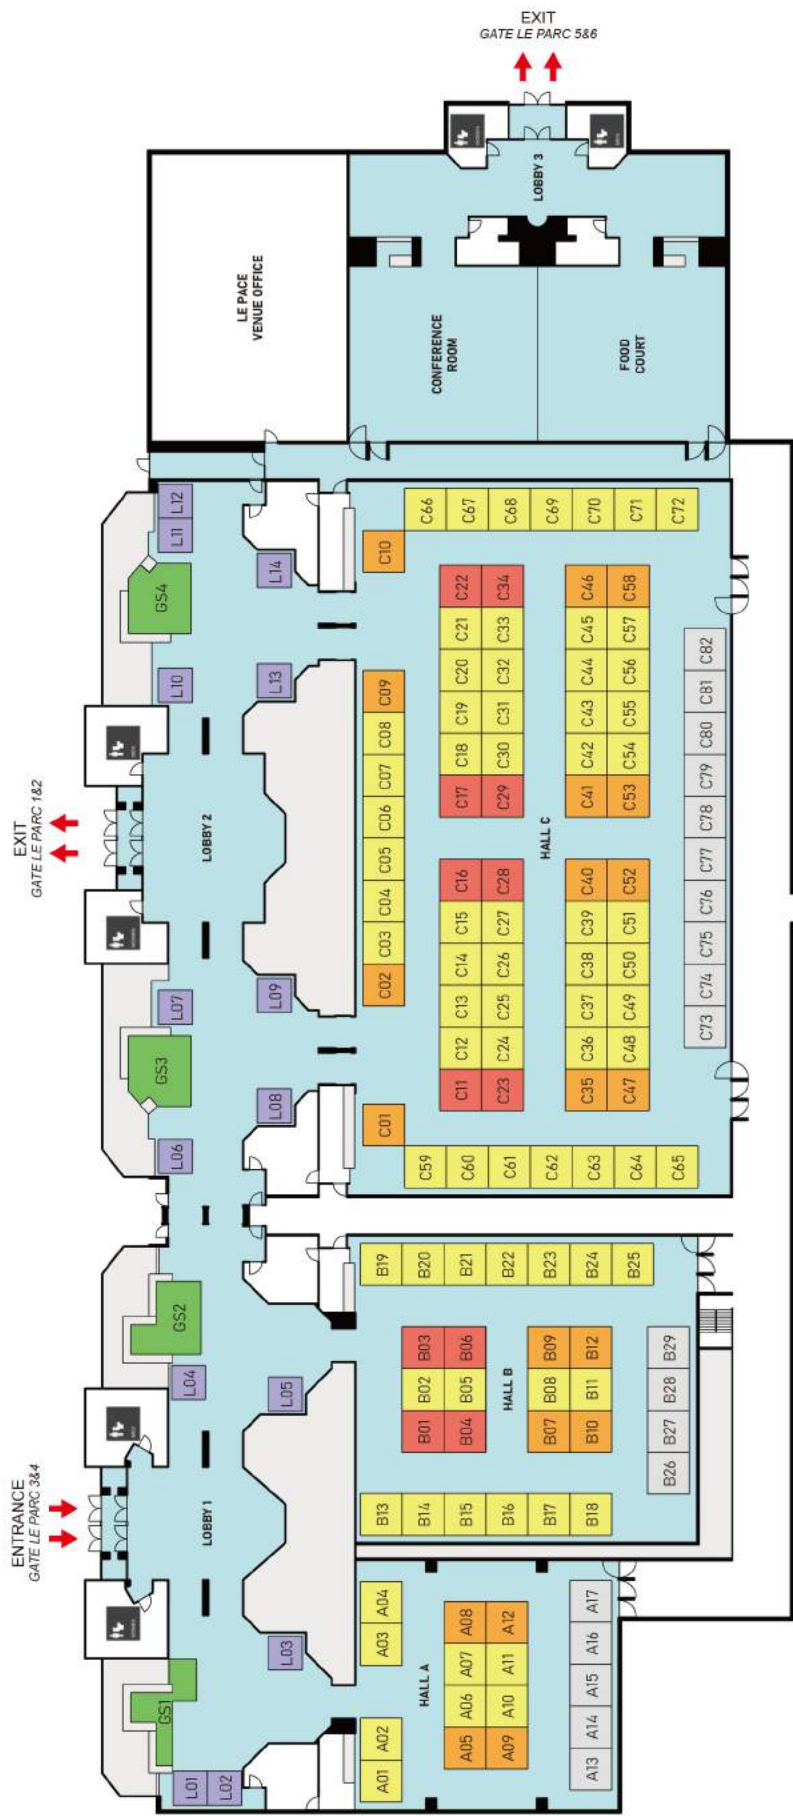 EXIT
GATE LE PARC 5&6
LOBBY 3
LE PACE
VENUE OFFICE
CONFERENCE
ROOM
FOOD
COURT
EXIT
GATE LE PARC 1&2
LOBBY 2
L12
L11
GS4
L14
L10
L13
L07
L09
GS3
L08
L06
HALL C
C10
C66
C67
C68
C69
C70
C71
C72
C22
C34
C46
C58
C21
C33
C45
C57
C20
C32
C44
C56
C19
C31
C43
C55
C18
C30
C42
C54
C17
C29
C41
C53
C09
C08
C07
C06
C05
C04
C03
C02
C16
C28
C40
C52
C15
C27
C39
C51
C14
C26
C38
C50
C13
C25
C37
C49
C12
C24
C36
C48
C11
C23
C35
C47
C82
C81
C80
C79
C78
C77
C76
C75
C74
C73
C01
C59
C60
C61
C62
C63
C64
C65
ENTRANCE
GATE LE PARC 3&4
LOBBY 1
GS2
L04
L05
L03
GS1
L01
L02
HALL B
B19
B20
B21
B22
B23
B24
B25
B03
B06
B09
B12
B02
B05
B08
B11
B01
B04
B07
B10
B29
B28
B27
B26
B13
B14
B15
B16
B17
B18
HALL A
A04
A03
A02
A01
A08
A12
A07
A11
A06
A10
A05
A09
A17
A16
A15
A14
A13